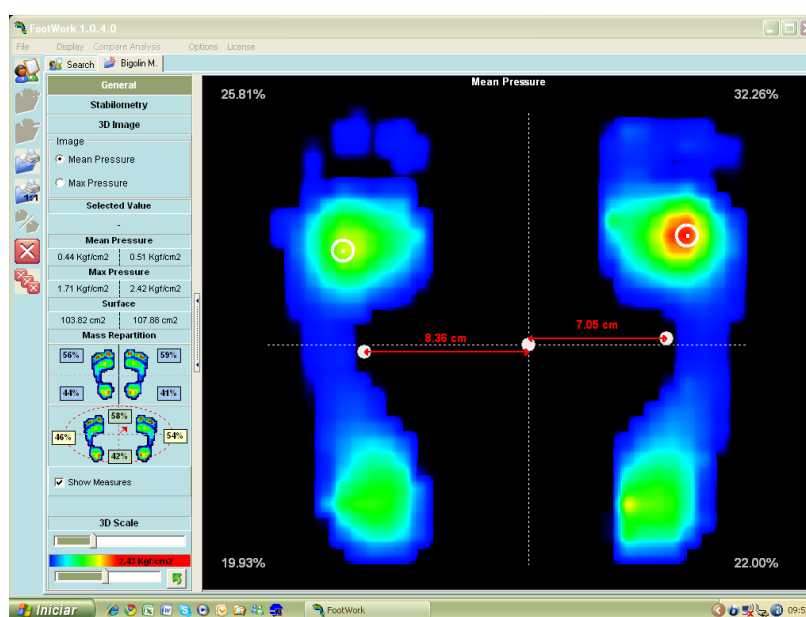 FootWork 1.0.4.0
File Display Compare Analysis Options License
Search Bigolin M.
General
Stabilometry
3D Image
Image
Mean Pressure
Max Pressure
Selected Value
-
Mean Pressure
0.44 Kgf/cm2 0.51 Kgf/cm2
Max Pressure
1.71 Kgf/cm2 2.42 Kgf/cm2
Surface
103.82 cm2 107.88 cm2
Mass Repartition
56% 59%
44% 41%
58%
46% 54%
42%
Show Measures
3D Scale
2.43 Kgf/cm2
Mean Pressure
25.81% 32.26%
8.36 cm 7.05 cm
19.93% 22.00%
1:1
Iniciar FootWork 09:5